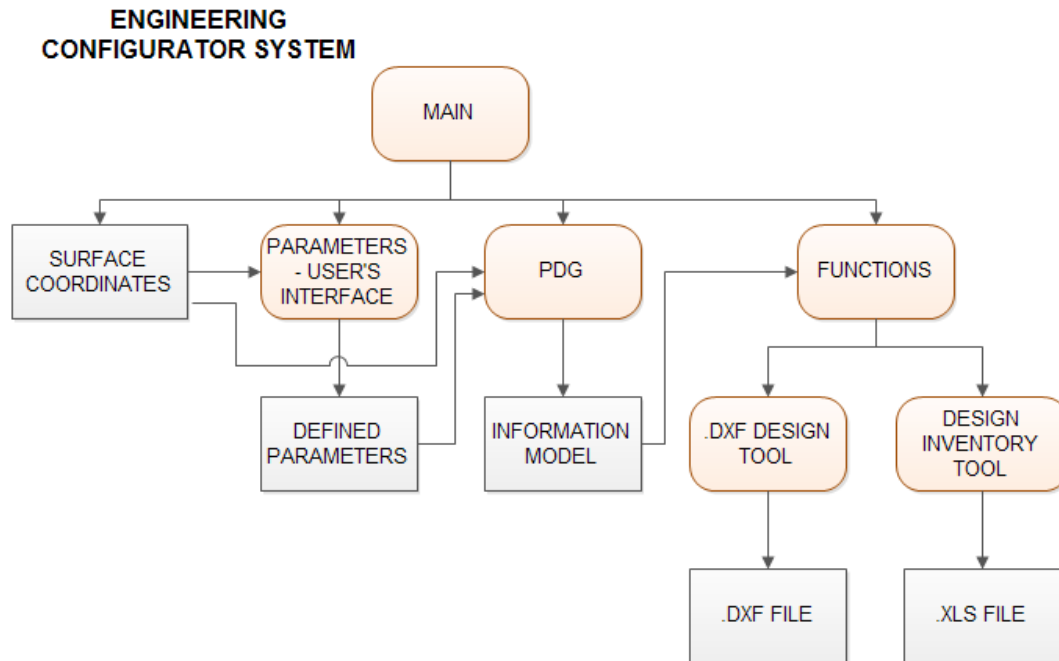 ENGINEERING
CONFIGURATOR SYSTEM
MAIN
SURFACE
COORDINATES
PARAMETERS
- USER'S
INTERFACE
PDG
FUNCTIONS
DEFINED
PARAMETERS
INFORMATION
MODEL
.DXF DESIGN
TOOL
DESIGN
INVENTORY
TOOL
.DXF FILE
.XLS FILE